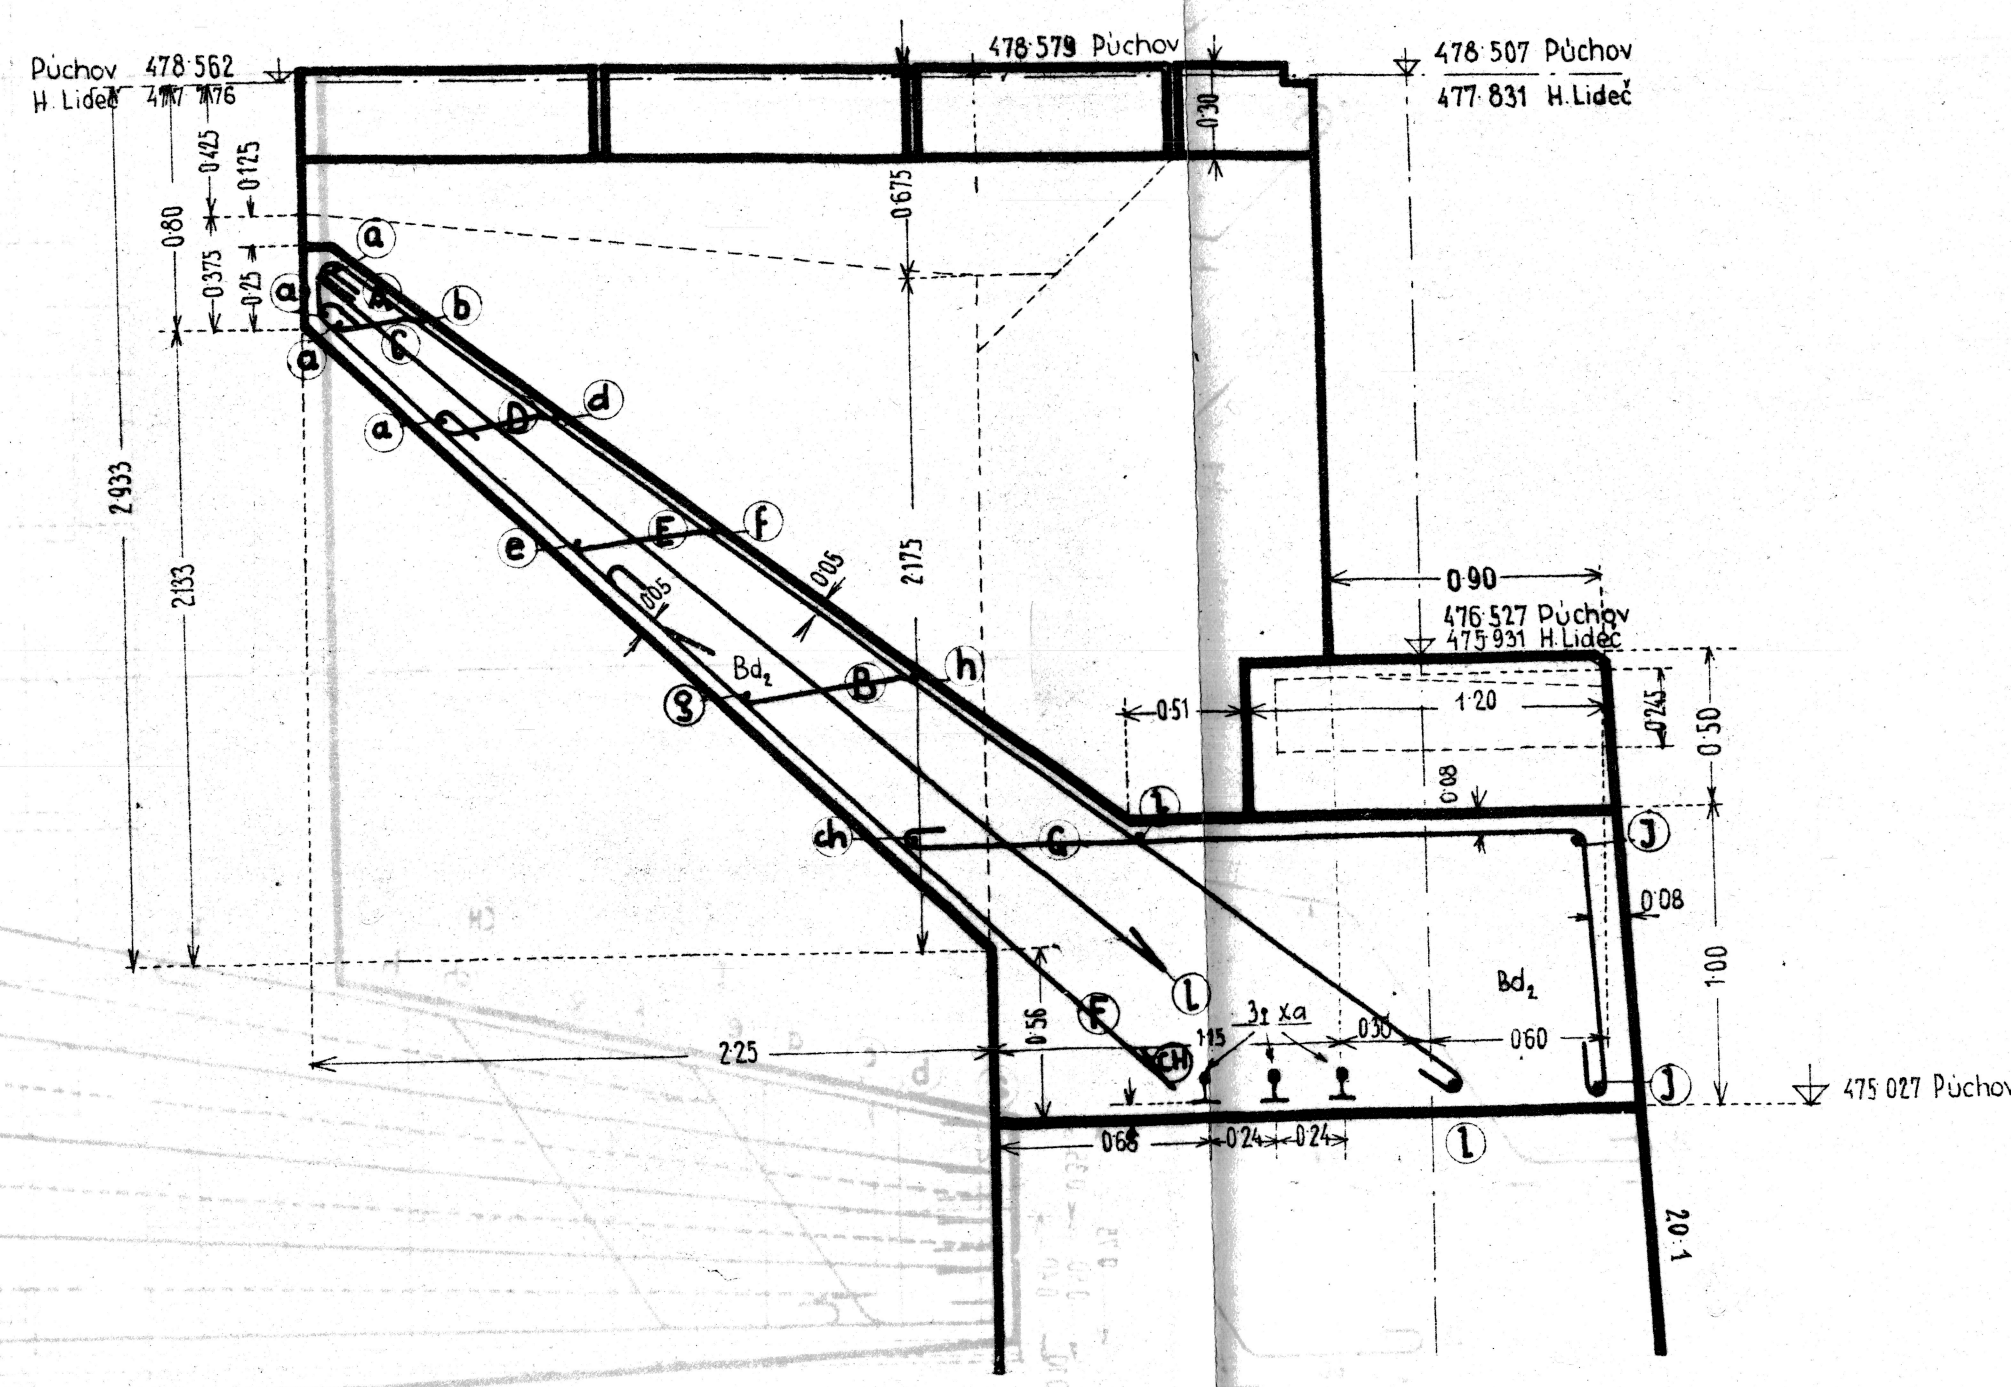 Púchov 478·562
H. Lideč
478·579 Púchov
478·507 Púchov
477·831 H.Lideč
0·30
0·425
0·125
0·80
0·375
0·25
0·675
a
a
A
b
C
a
a
D
d
2·933
2·133
2·175
e
E
f
0·05
0·05
Bd₂
g
B
h
0·90
476·527 Púchov
475·931 H.Lideč
0·51
1·20
0·245
0·50
0·08
l
ch
G
J
0·08
1·00
Bd₂
l
F
0·56
CH
1·15
3 I Xa
0·60
2·25
J
475·027 Púchov
0·24
0·24
l
20:1